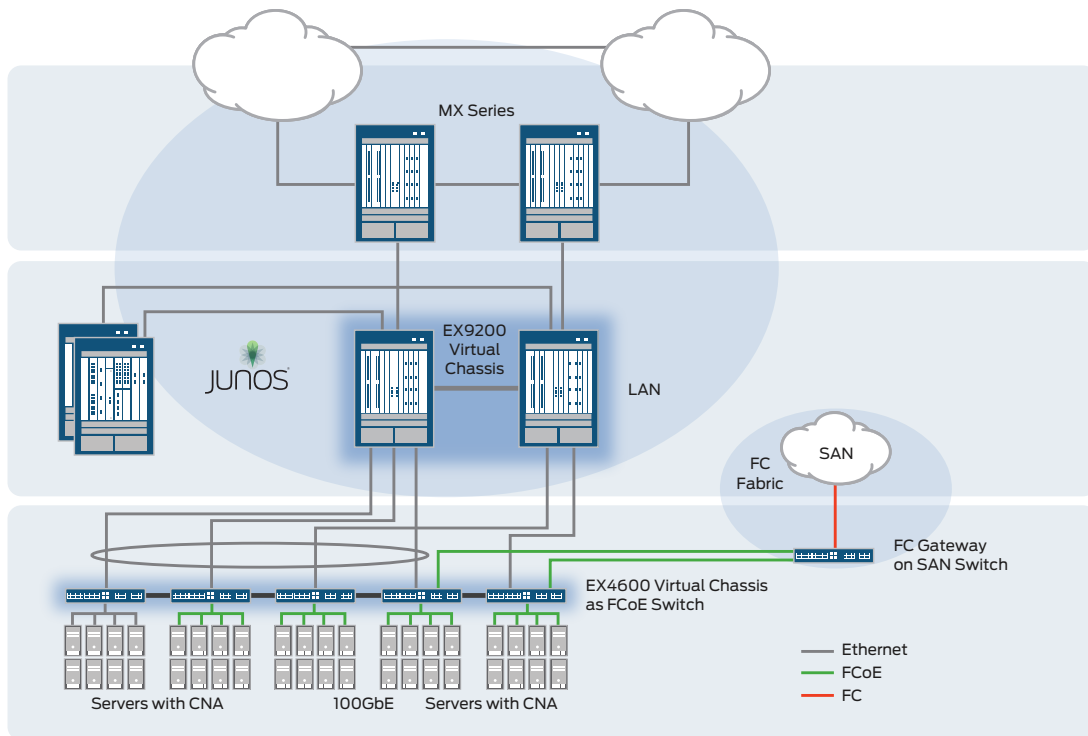 MX Series
EX9200
Virtual
Chassis
JUNOS
LAN
SAN
FC
Fabric
FC Gateway
on SAN Switch
EX4600 Virtual Chassis
as FCoE Switch
Servers with CNA
100GbE
Servers with CNA
Ethernet
FCoE
FC